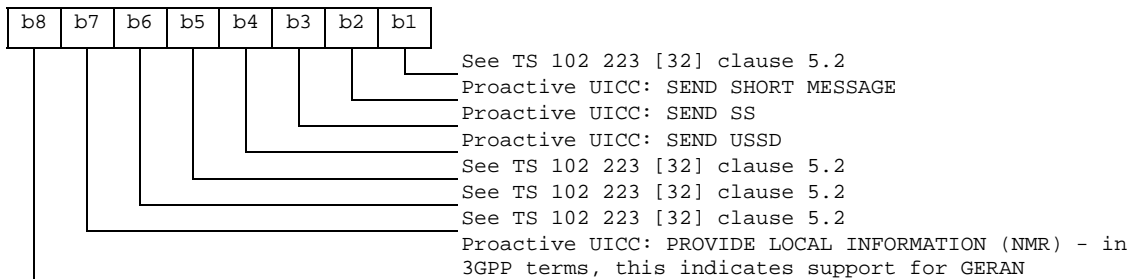 b8 b7 b6 b5 b4 b3 b2 b1
See TS 102 223 [32] clause 5.2
Proactive UICC: SEND SHORT MESSAGE
Proactive UICC: SEND SS
Proactive UICC: SEND USSD
See TS 102 223 [32] clause 5.2
See TS 102 223 [32] clause 5.2
See TS 102 223 [32] clause 5.2
Proactive UICC: PROVIDE LOCAL INFORMATION (NMR) - in
3GPP terms, this indicates support for GERAN